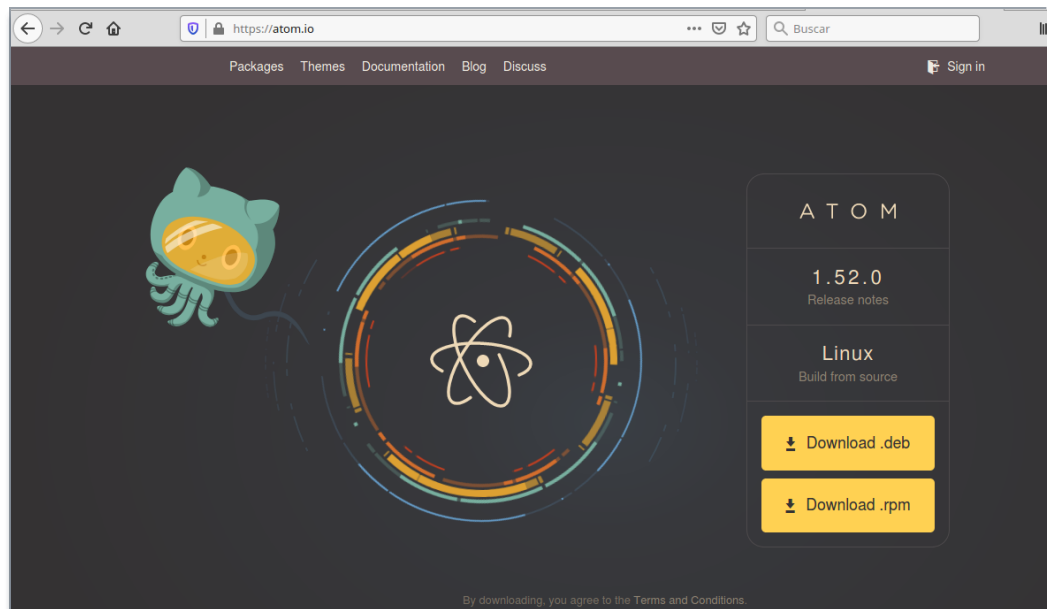 https://atom.io
Buscar
Packages Themes Documentation Blog Discuss Sign in
ATOM
1.52.0
Release notes
Linux
Build from source
Download .deb
Download .rpm
By downloading, you agree to the Terms and Conditions.